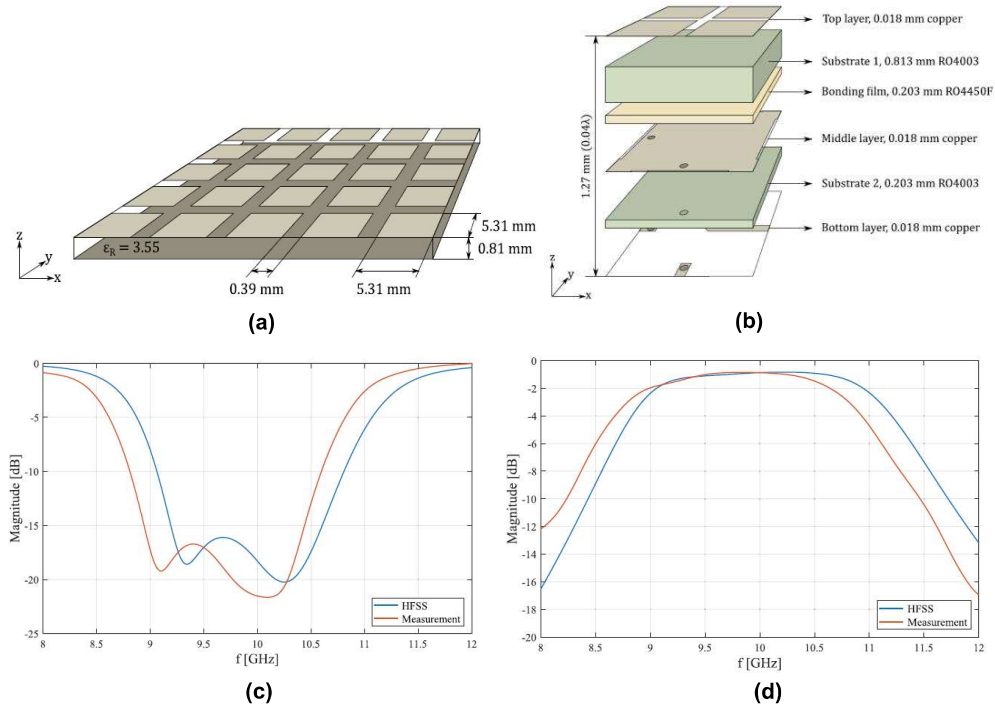 z
y
x
εR = 3.55
5.31 mm
0.81 mm
0.39 mm
5.31 mm
(a)
Top layer, 0.018 mm copper
Substrate 1, 0.813 mm RO4003
Bonding film, 0.203 mm RO4450F
Middle layer, 0.018 mm copper
Substrate 2, 0.203 mm RO4003
Bottom layer, 0.018 mm copper
1.27 mm (0.04λ)
z
y
x
(b)
0
-5
-10
-15
-20
-25
Magnitude [dB]
8
8.5
9
9.5
10
10.5
11
11.5
12
f [GHz]
HFSS
Measurement
(c)
0
-2
-4
-6
-8
-10
-12
-14
-16
-18
-20
Magnitude [dB]
8
8.5
9
9.5
10
10.5
11
11.5
12
f [GHz]
HFSS
Measurement
(d)